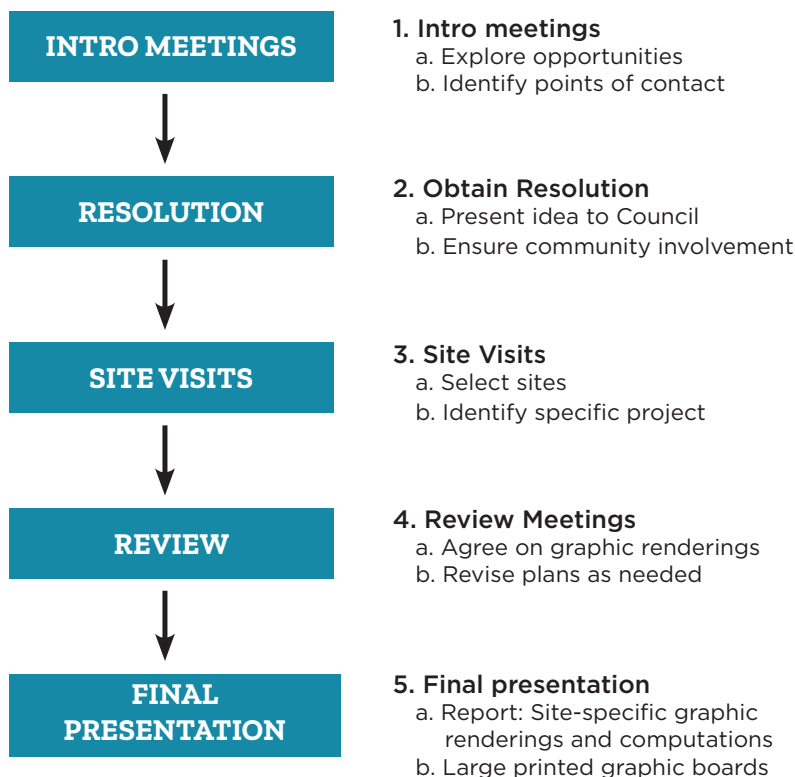 INTRO MEETINGS
1. Intro meetings
a. Explore opportunities
b. Identify points of contact
RESOLUTION
2. Obtain Resolution
a. Present idea to Council
b. Ensure community involvement
SITE VISITS
3. Site Visits
a. Select sites
b. Identify specific project
REVIEW
4. Review Meetings
a. Agree on graphic renderings
b. Revise plans as needed
FINAL
PRESENTATION
5. Final presentation
a. Report: Site-specific graphic
renderings and computations
b. Large printed graphic boards